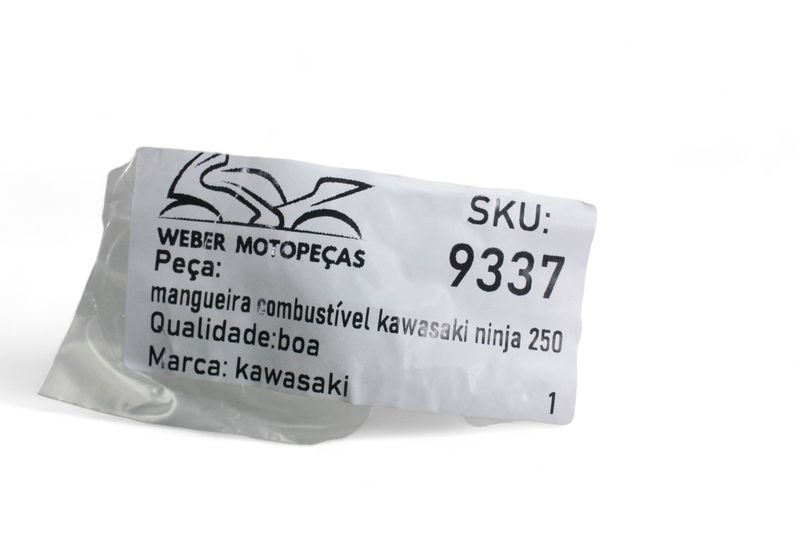 WEBER MOTOPEÇAS
SKU:
9337
Peça:
mangueira combustível kawasaki ninja 250
Qualidade:boa
Marca: kawasaki
1